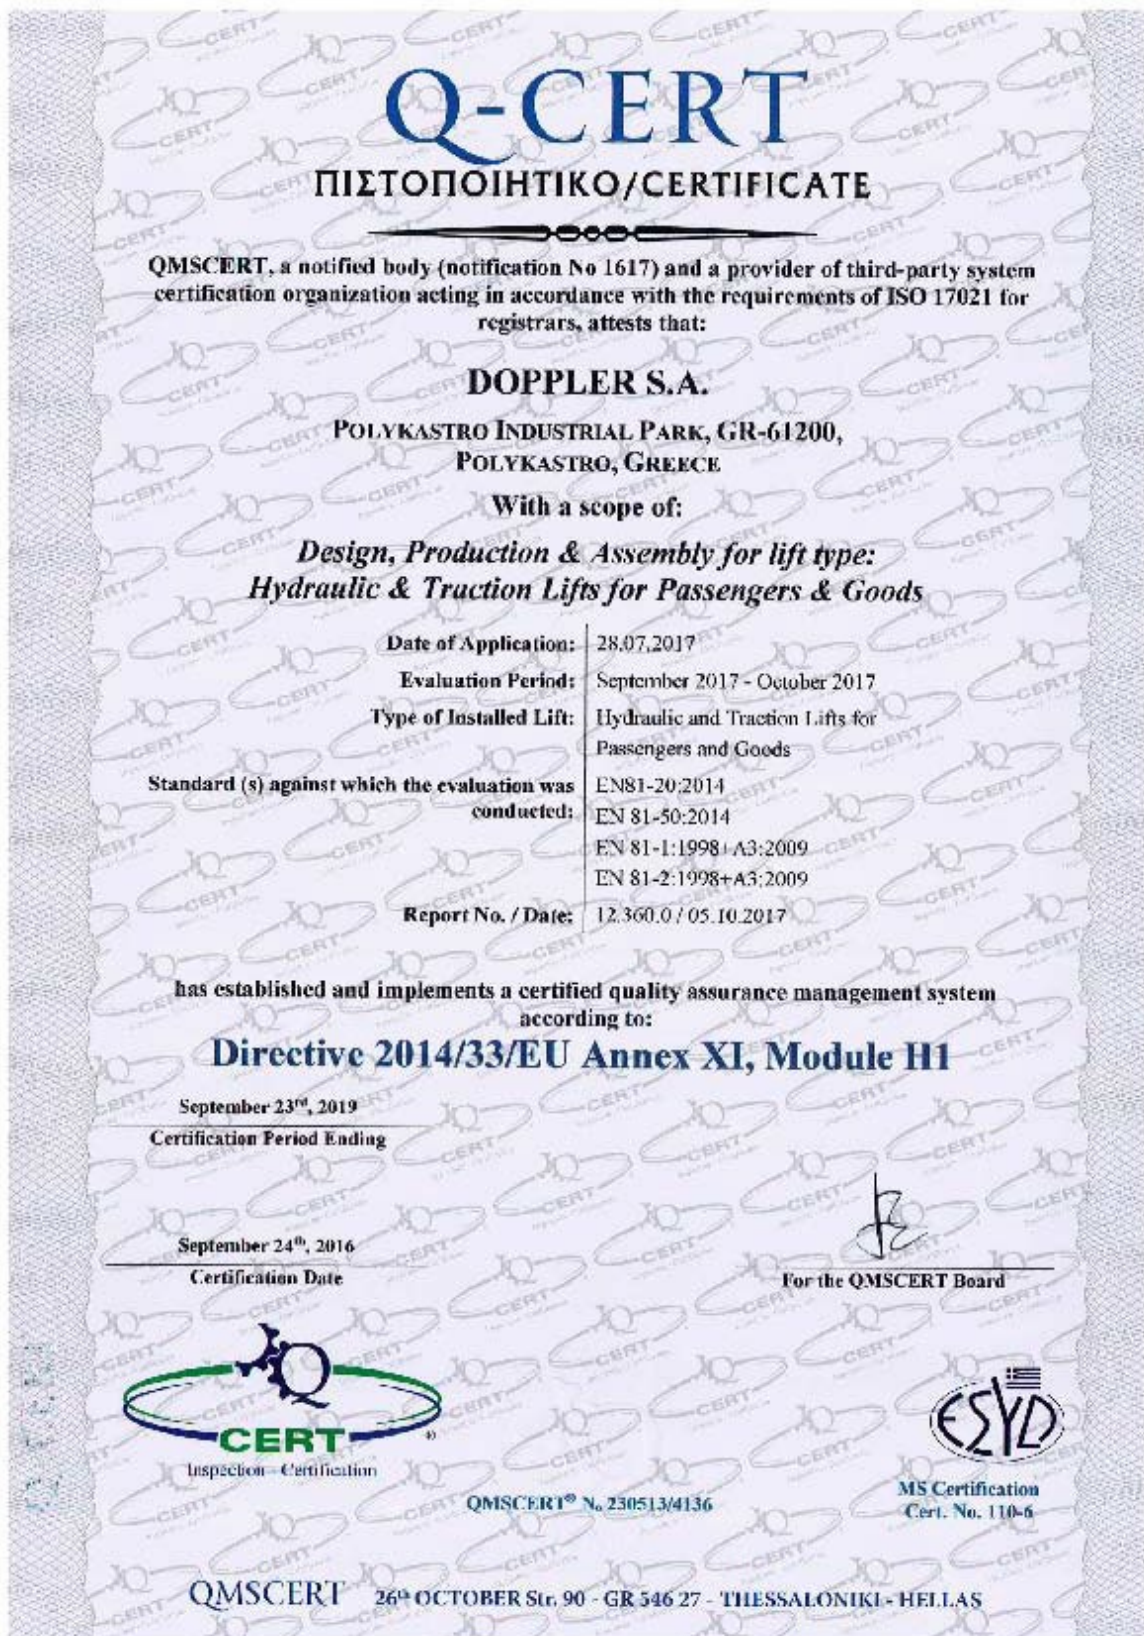 Q-CERT
ΠΙΣΤΟΠΟΙΗΤΙΚΟ/CERTIFICATE
QMSCERT, a notified body (notification No 1617) and a provider of third-party system
certification organization acting in accordance with the requirements of ISO 17021 for
registrars, attests that:
DOPPLER S.A.
POLYKASTRO INDUSTRIAL PARK, GR-61200,
POLYKASTRO, GREECE
With a scope of:
Design, Production & Assembly for lift type:
Hydraulic & Traction Lifts for Passengers & Goods
Date of Application: 28.07.2017
Evaluation Period: September 2017 - October 2017
Type of Installed Lift: Hydraulic and Traction Lifts for
Passengers and Goods
Standard (s) against which the evaluation was EN81-20:2014
conducted: EN 81-50:2014
EN 81-1:1998+A3:2009
EN 81-2:1998+A3:2009
Report No. / Date: 12.360.0 / 05.10.2017
has established and implements a certified quality assurance management system
according to:
Directive 2014/33/EU Annex XI, Module H1
September 23rd, 2019
Certification Period Ending
September 24th, 2016
Certification Date
For the QMSCERT Board
Q
CERT®
Inspection - Certification
ESYD
MS Certification
Cert. No. 110-6
QMSCERT® No 230513/4136
QMSCERT 26th OCTOBER Str. 90 - GR 546 27 - THESSALONIKI - HELLAS